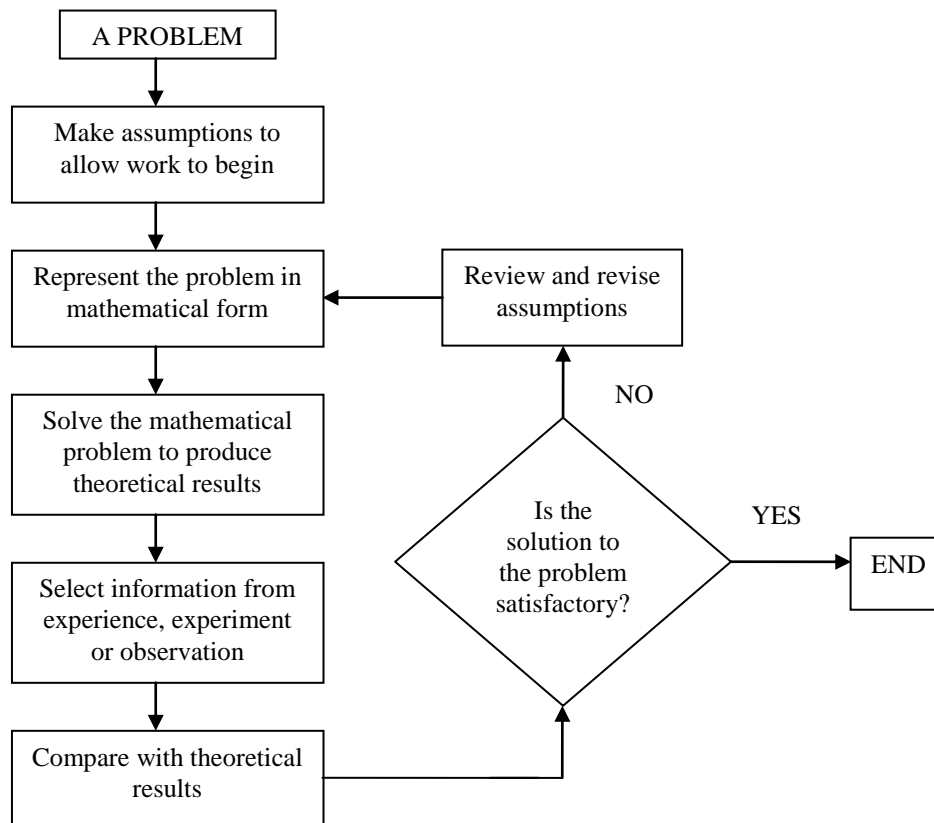 A PROBLEM
Make assumptions to
allow work to begin
Represent the problem in
mathematical form
Solve the mathematical
problem to produce
theoretical results
Select information from
experience, experiment
or observation
Compare with theoretical
results
Is the
solution to
the problem
satisfactory?
NO
Review and revise
assumptions
YES
END